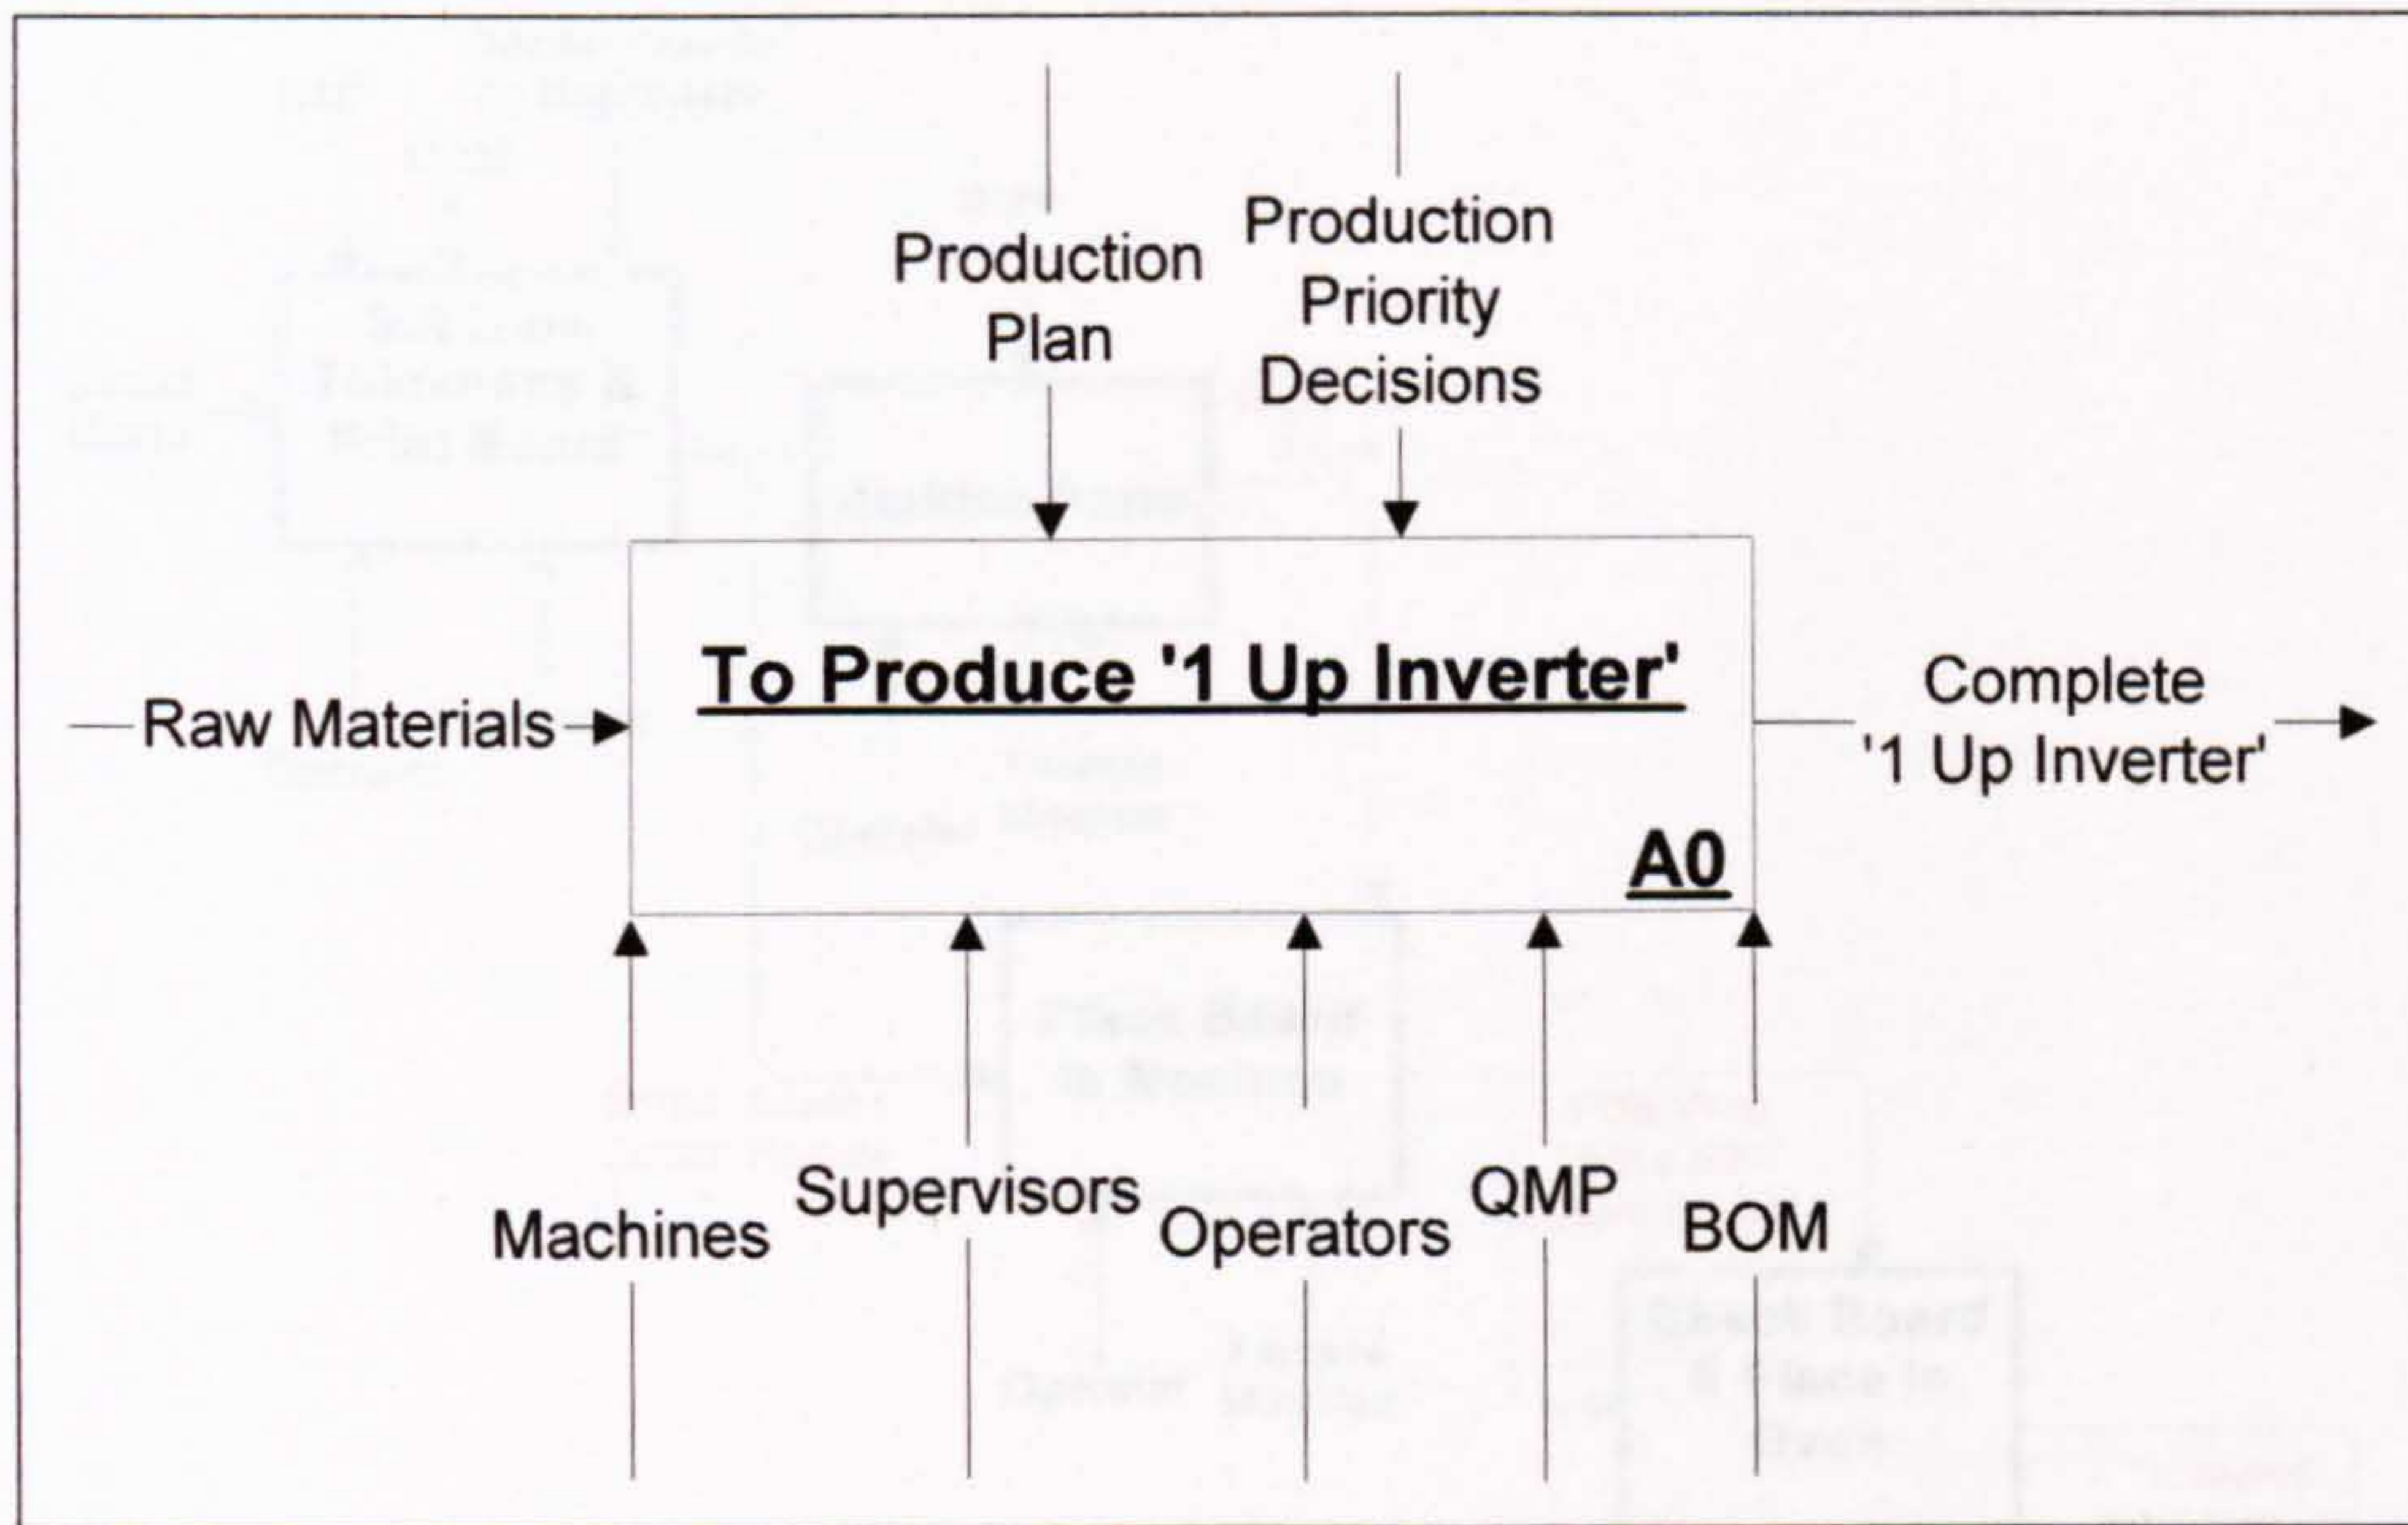 Production
Plan
Production
Priority
Decisions
Raw Materials
To Produce '1 Up Inverter'
A0
Complete
'1 Up Inverter'
Machines
Supervisors
Operators
QMP
BOM